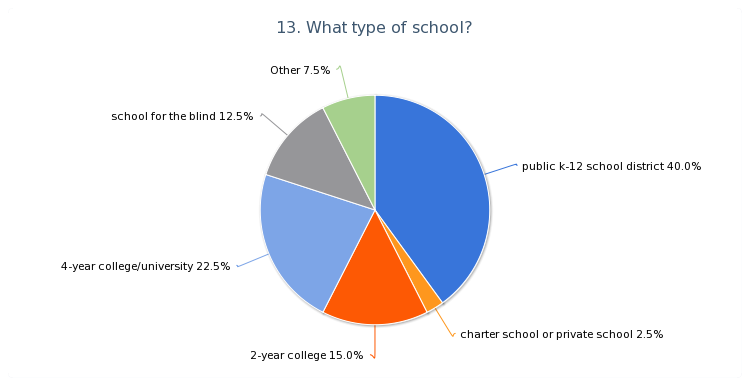 13. What type of school?
Other 7.5%
school for the blind 12.5%
public k-12 school district 40.0%
4-year college/university 22.5%
charter school or private school 2.5%
2-year college 15.0%